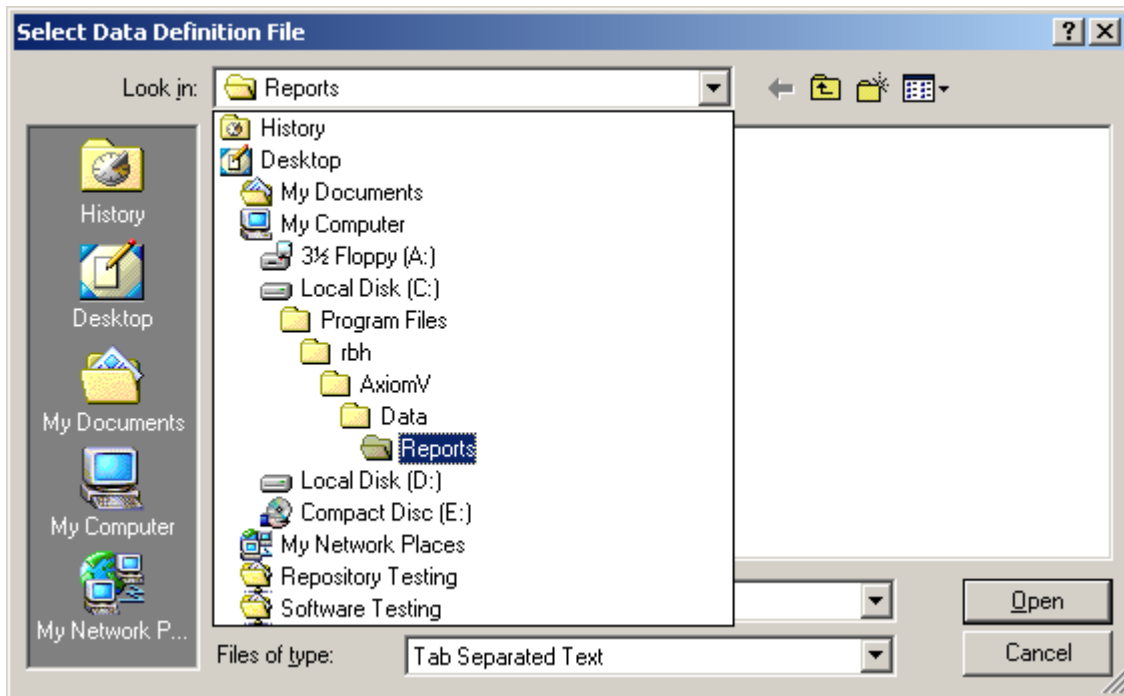 Select Data Definition File
Look in: Reports
History
Desktop
My Documents
My Computer
3½ Floppy (A:)
Local Disk (C:)
Program Files
rbh
AxiomV
Data
Reports
Local Disk (D:)
Compact Disc (E:)
My Network Places
Repository Testing
Software Testing
History
Desktop
My Documents
My Computer
My Network P...
Open
Files of type: Tab Separated Text
Cancel